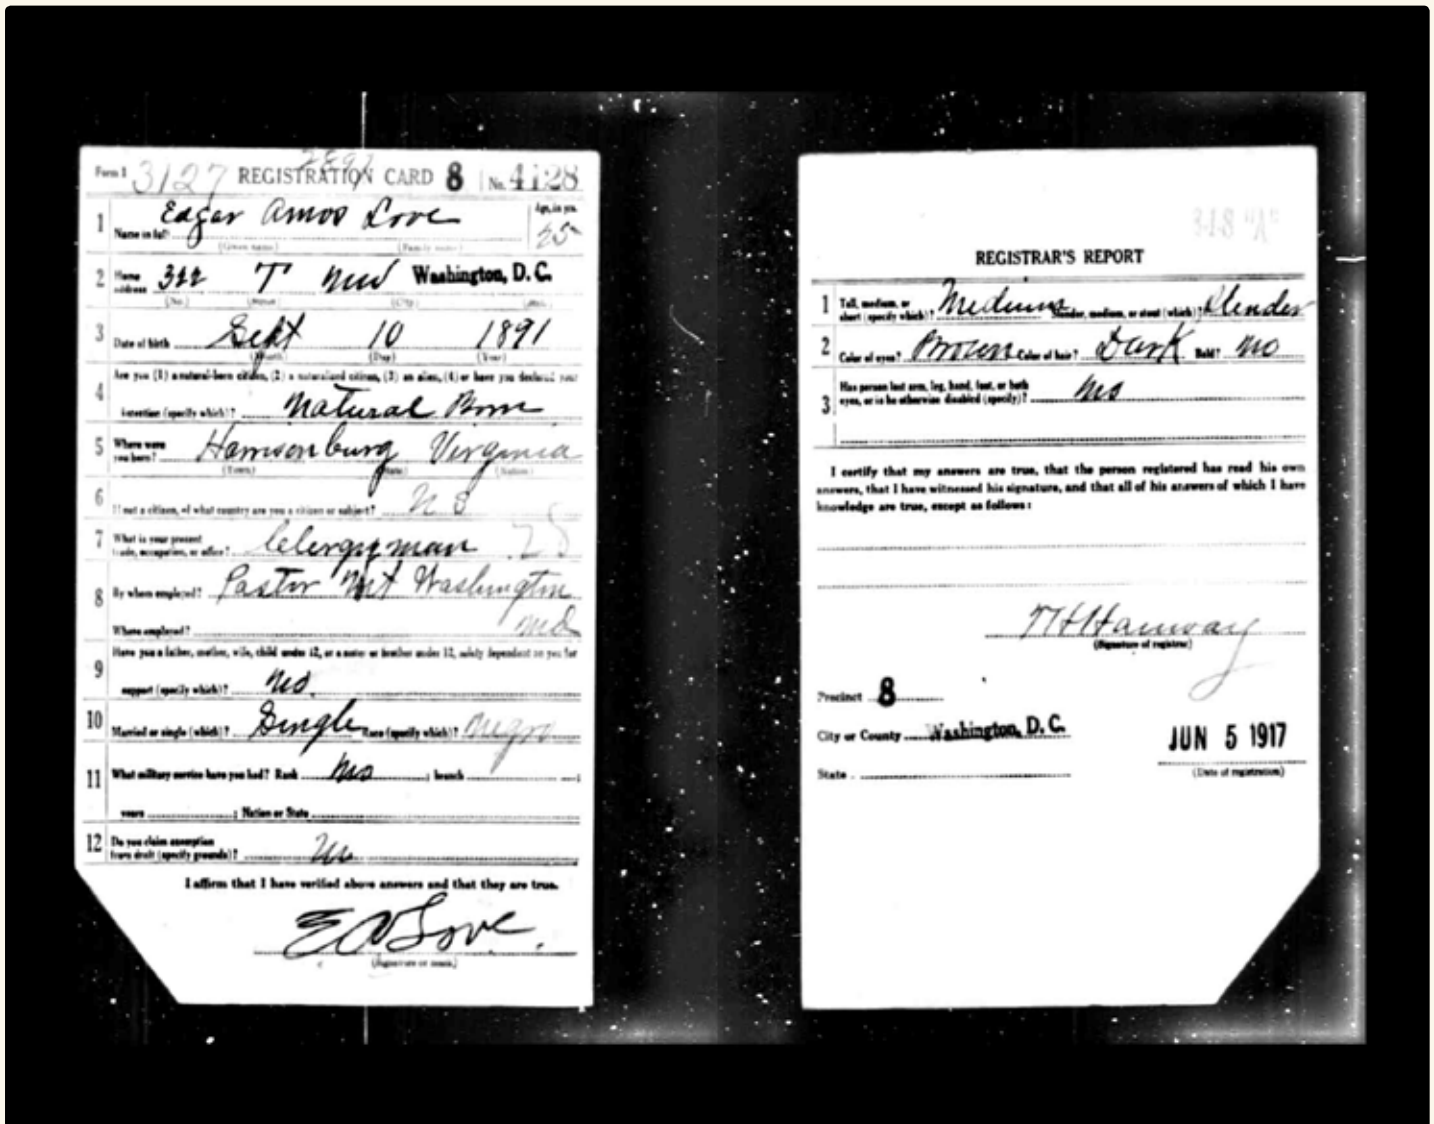 Form 1 3127 REGISTRATION CARD 8 No. 4128
2897
1 Name in full Edgar Amos Love Age, in yrs. 25
(Given name) (Family name)
2 Home address 322 T NW Washington, D. C.
(No.) (Street) (City) (State)
3 Date of birth Sept 10 1891
(Month) (Day) (Year)
4 Are you (1) a natural-born citizen, (2) a naturalized citizen, (3) an alien, (4) or have you declared your
intention (specify which)? Natural Born
5 Where were you born? Harrisonburg Virginia
(Town) (State) (Nation)
6 If not a citizen, of what country are you a citizen or subject? U S
7 What is your present trade, occupation, or office? Clergyman 28
8 By whom employed? Pastor Mt Washington
Where employed? Md
9 Have you a father, mother, wife, child under 12, or a sister or brother under 12, solely dependent on you for
support (specify which)? No.
10 Married or single (which)? Single Race (specify which)? Negro
11 What military service have you had? Rank No ; branch ;
years ; Nation or State
12 Do you claim exemption from draft (specify grounds)? No
I affirm that I have verified above answers and that they are true.
E A Love.
(Signature or mark)
318 "A"
REGISTRAR'S REPORT
1 Tall, medium, or short (specify which)? Medium Slender, medium, or stout (which)? Slender
2 Color of eyes? Brown Color of hair? Dark Bald? No
3 Has person lost arm, leg, hand, foot, or both
eyes, or is he otherwise disabled (specify)? No
I certify that my answers are true, that the person registered has read his own
answers, that I have witnessed his signature, and that all of his answers of which I have
knowledge are true, except as follows:
(Signature of registrar)
Precinct 8
City or County Washington, D. C.
State
JUN 5 1917
(Date of registration)